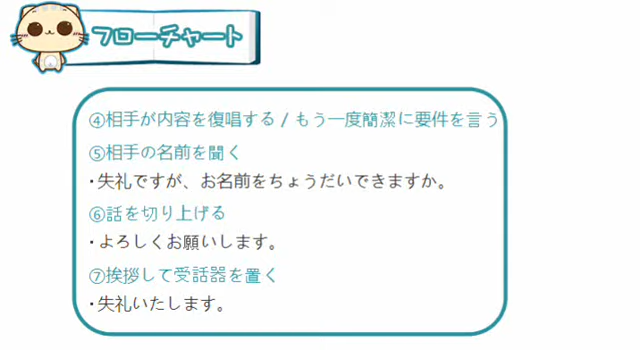 フローチャート
④相手が内容を復唱する / もう一度簡潔に要件を言う
⑤相手の名前を聞く
・失礼ですが、お名前をちょうだいできますか。
⑥話を切り上げる
・よろしくお願いします。
⑦挨拶して受話器を置く
・失礼いたします。